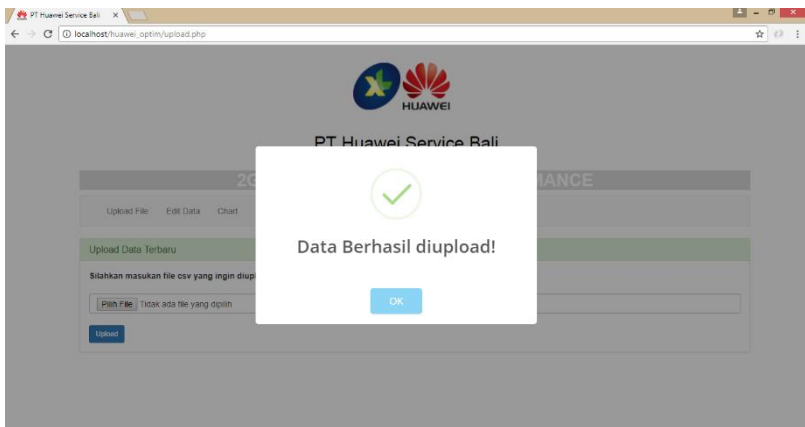 PT Huawei Service Bali
localhost/huawei_optim/upload.php
HUAWEI
PT Huawei Service Bali
2G
MANCE
Upload File Edit Data Chart
Upload Data Terbaru
Silahkan masukan file csv yang ingin diupl
Pilih File Tidak ada file yang dipilih
Upload
Data Berhasil diupload!
OK